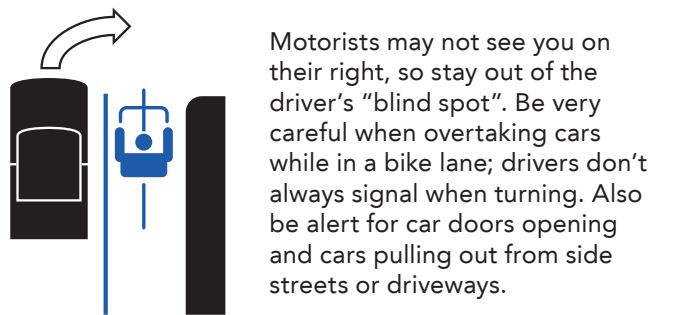 Motorists may not see you on
their right, so stay out of the
driver’s “blind spot”. Be very
careful when overtaking cars
while in a bike lane; drivers don’t
always signal when turning. Also
be alert for car doors opening
and cars pulling out from side
streets or driveways.